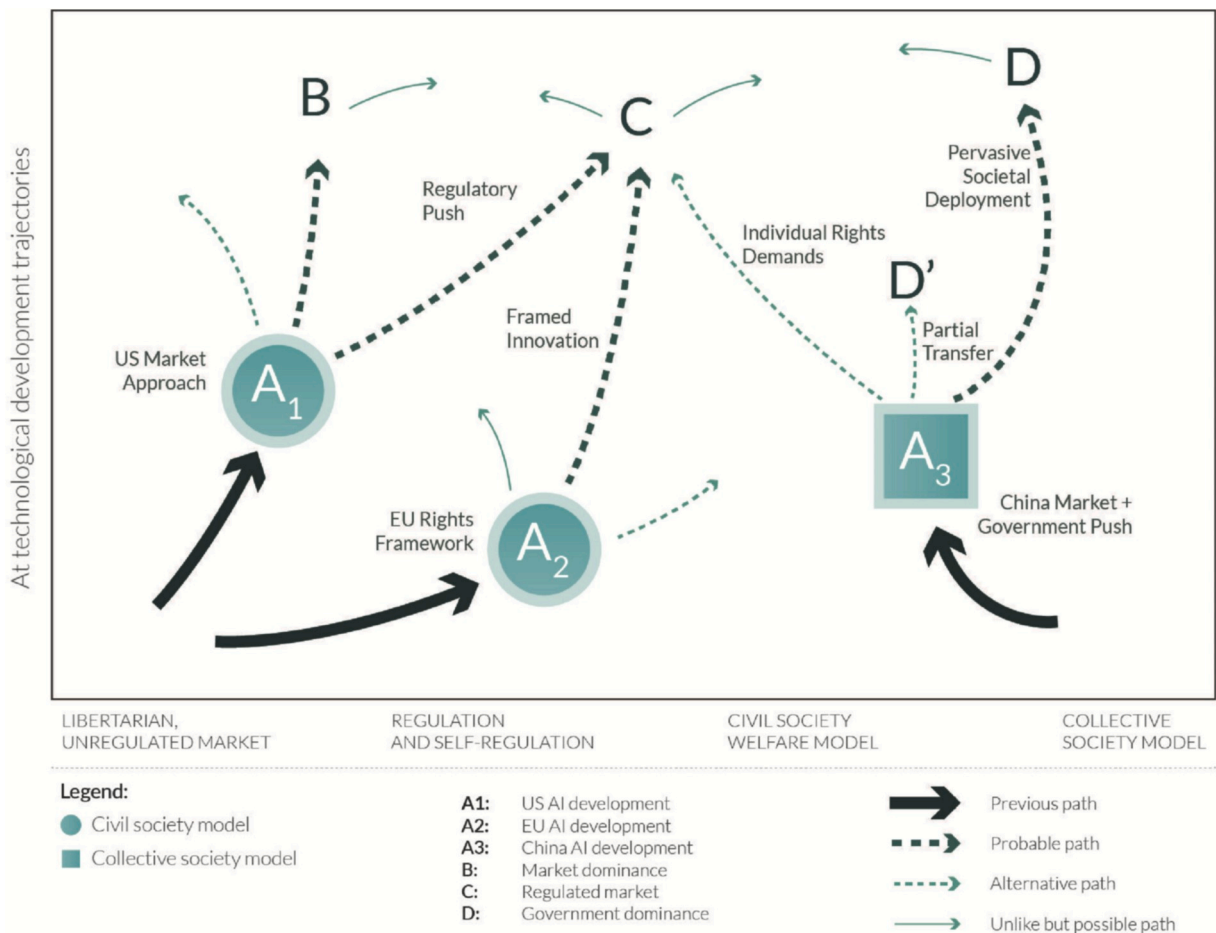 At technological development trajectories
B
C
D
Regulatory
Push
Pervasive
Societal
Deployment
Individual Rights
Demands
D’
Framed
Innovation
Partial
Transfer
US Market
Approach
A1
A3
EU Rights
Framework
A2
China Market +
Government Push
LIBERTARIAN,
UNREGULATED MARKET
REGULATION
AND SELF-REGULATION
CIVIL SOCIETY
WELFARE MODEL
COLLECTIVE
SOCIETY MODEL
Legend:
Civil society model
Collective society model
A1: US AI development
A2: EU AI development
A3: China AI development
B: Market dominance
C: Regulated market
D: Government dominance
Previous path
Probable path
Alternative path
Unlike but possible path